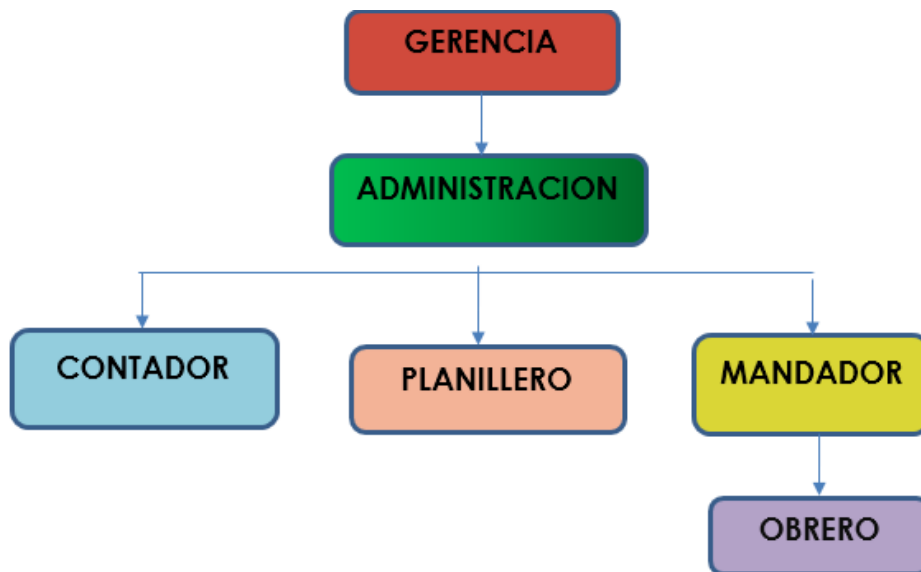 GERENCIA
ADMINISTRACION
CONTADOR
PLANILLERO
MANDADOR
OBRERO